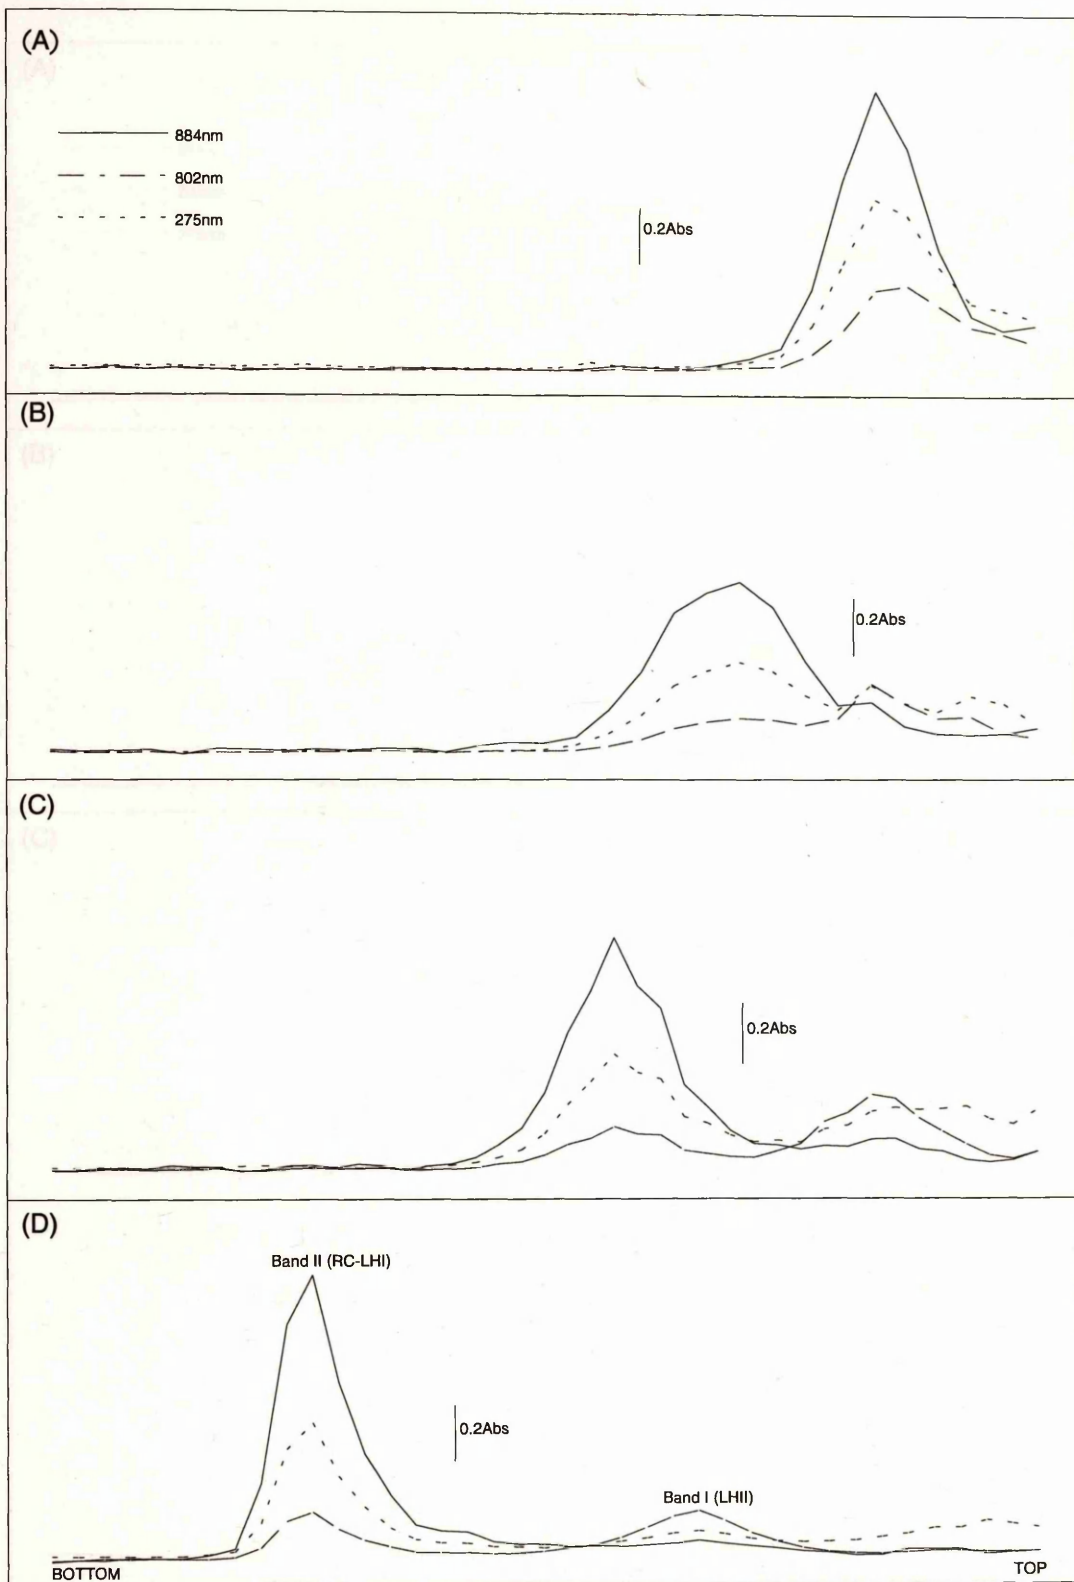 (A)
884nm
802nm
275nm
0.2Abs
(B)
0.2Abs
(C)
0.2Abs
(D)
Band II (RC-LHI)
0.2Abs
Band I (LHII)
BOTTOM
TOP